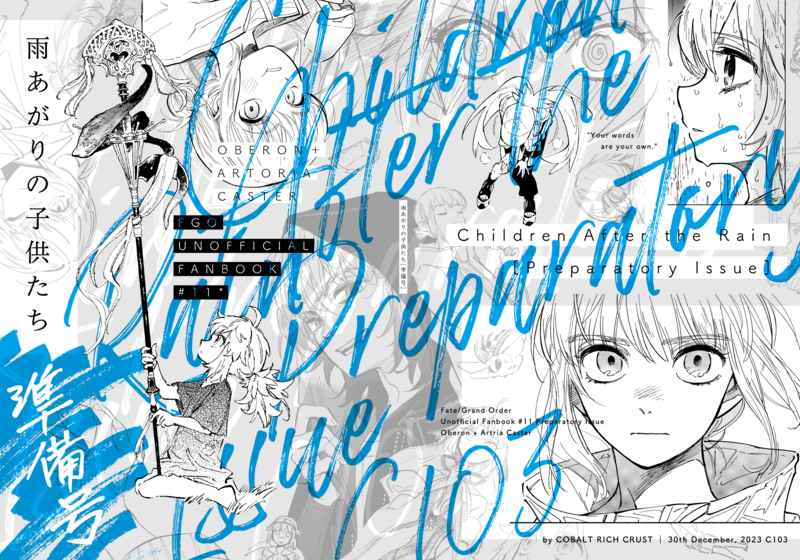 雨あがりの子供たち
準備号
OBERON+
ARTORIA
CASTER
FGO
UNOFFICIAL
FANBOOK
#11*
Children
After the
Rain
Preparatory
Issue
C103
雨あがりの子供たち［準備号］
"Your words
are your own."
Children After the Rain
[Preparatory Issue]
Fate/Grand Order
Unofficial Fanbook #11 Preparatory Issue
Oberon + Artria Caster
by COBALT RICH CRUST | 30th December, 2023 C103